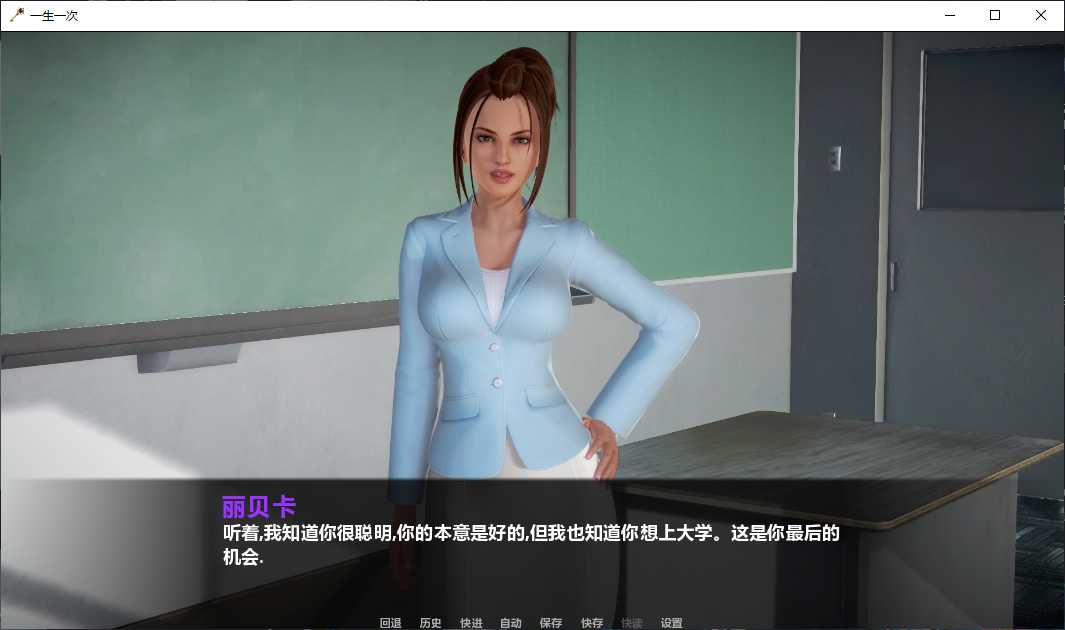 一生一次
丽贝卡
听着,我知道你很聪明,你的本意是好的,但我也知道你想上大学。这是你最后的
机会.
回退 历史 快进 自动 保存 快存 快读 设置